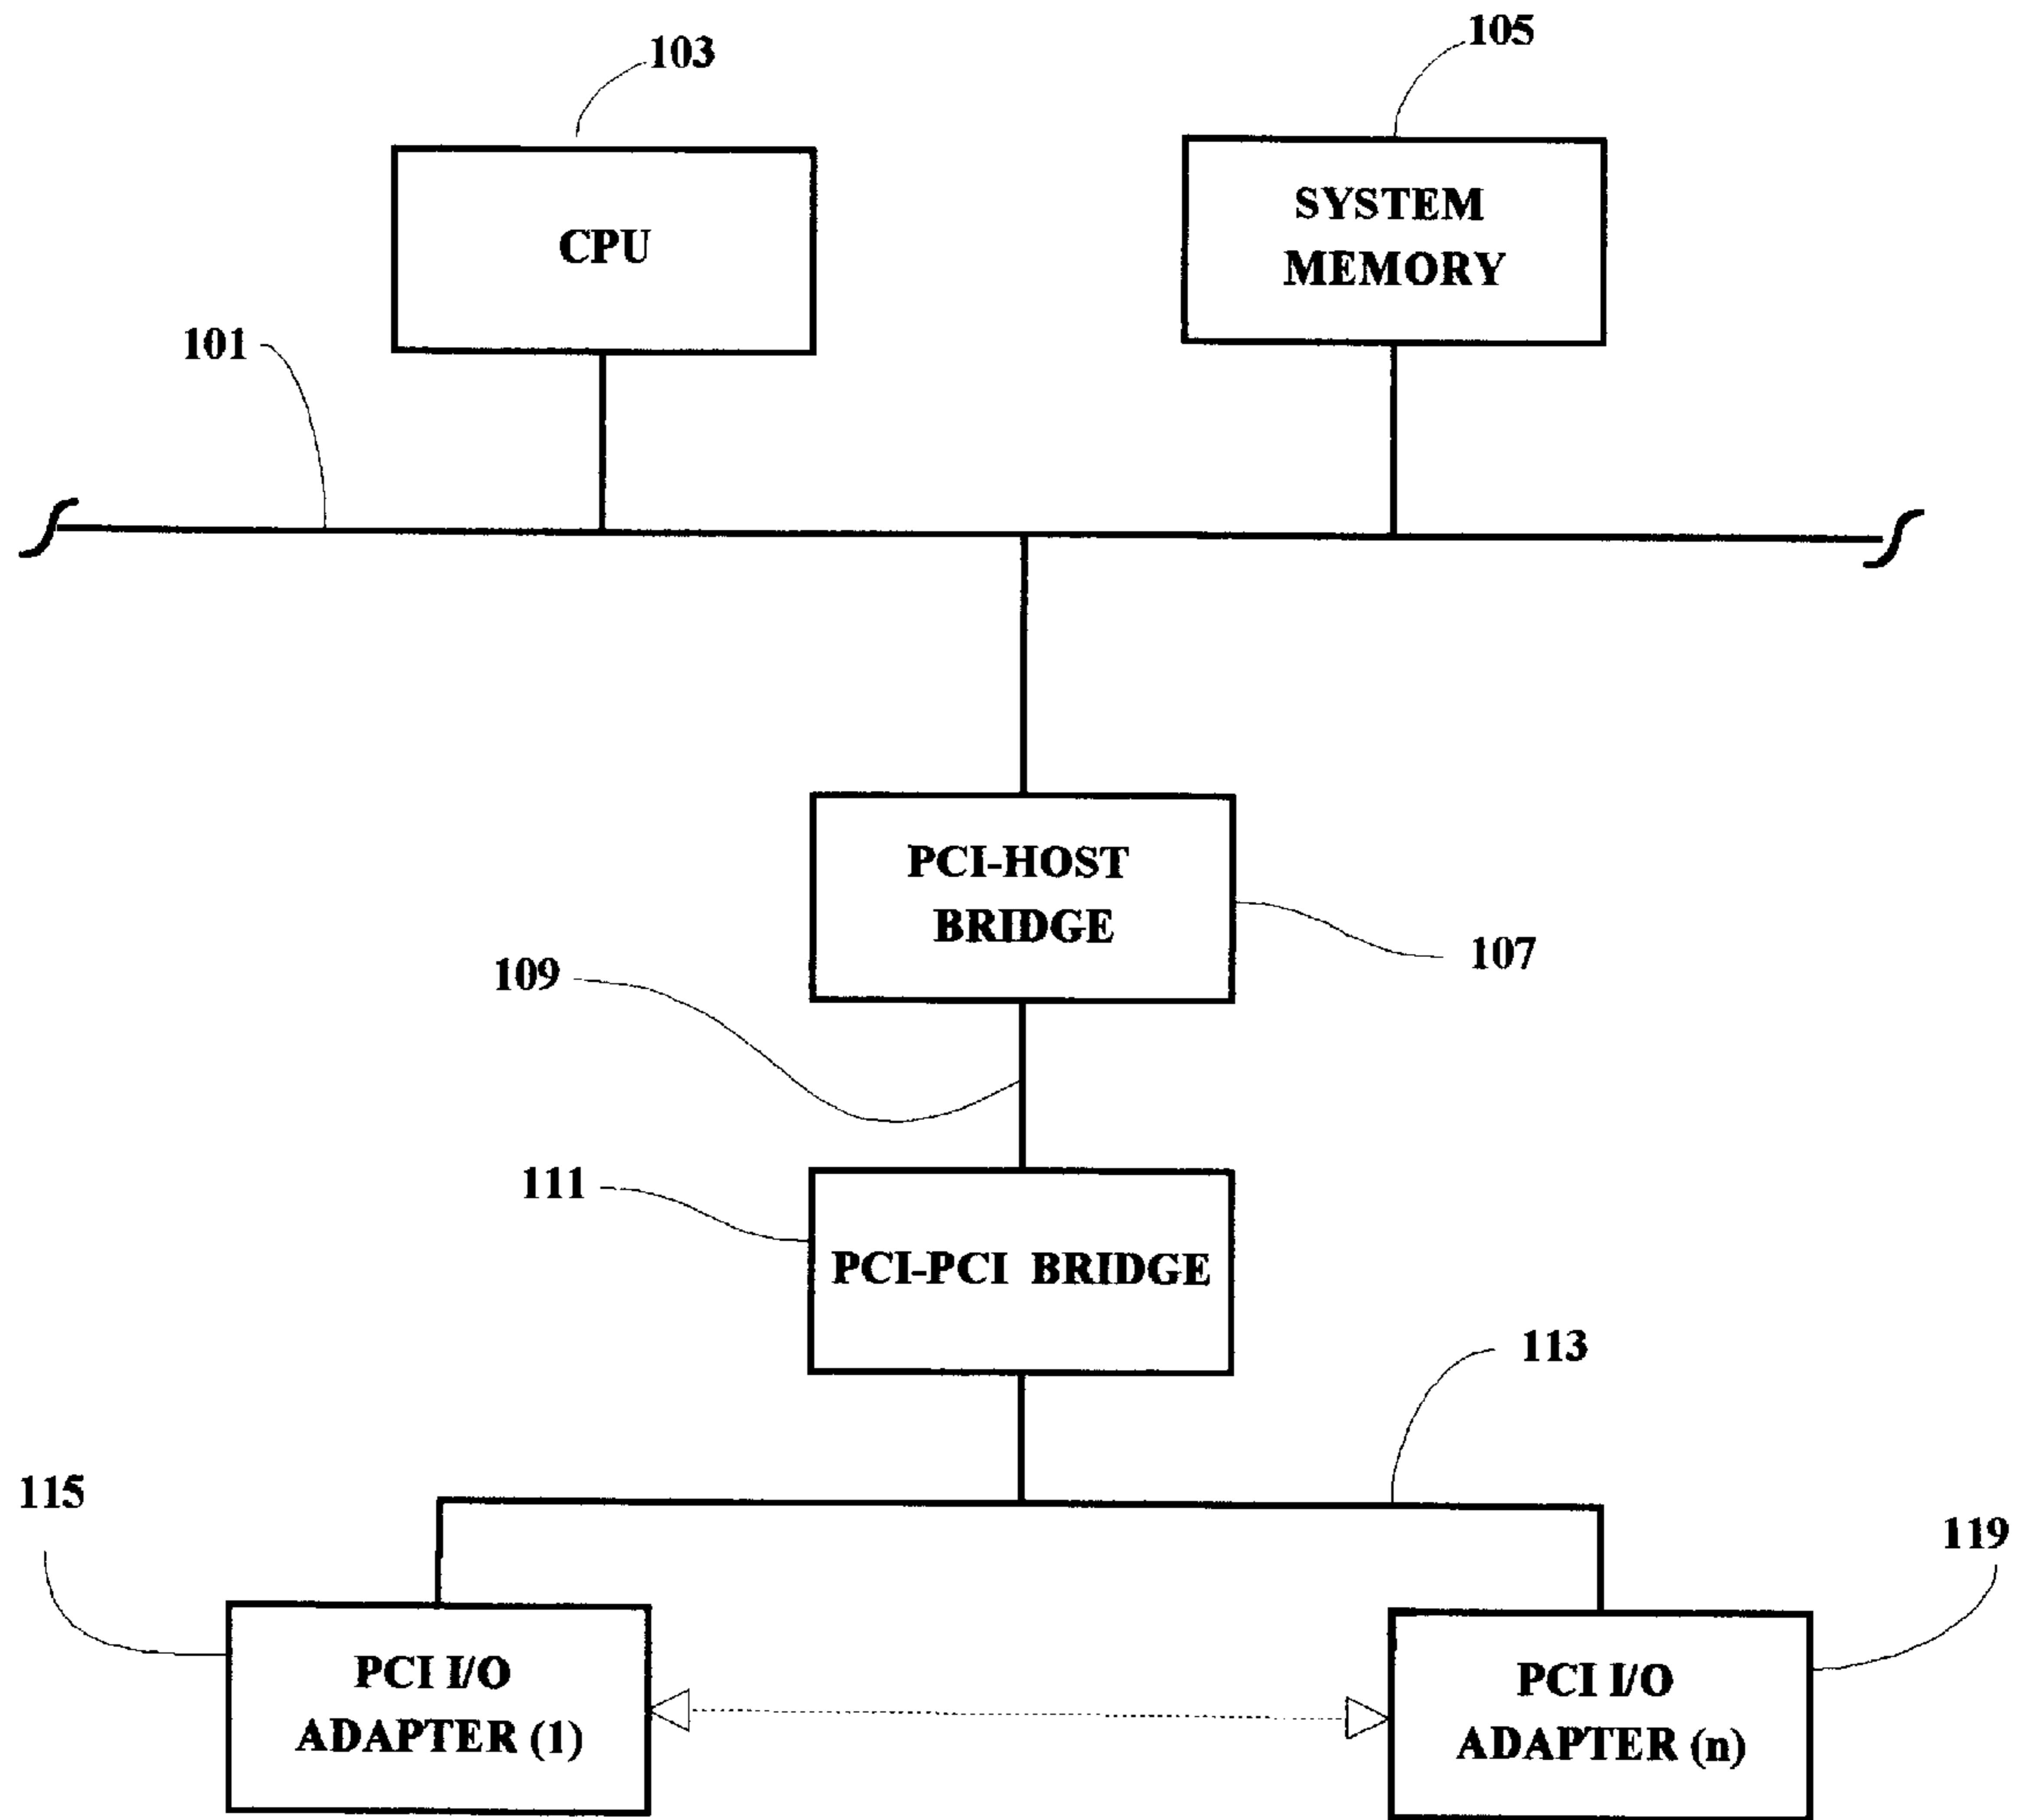 103
105
CPU
SYSTEM
MEMORY
101
PCI-HOST
BRIDGE
107
109
111
PCI-PCI BRIDGE
113
115
119
PCI I/O
ADAPTER (1)
PCI I/O
ADAPTER (n)